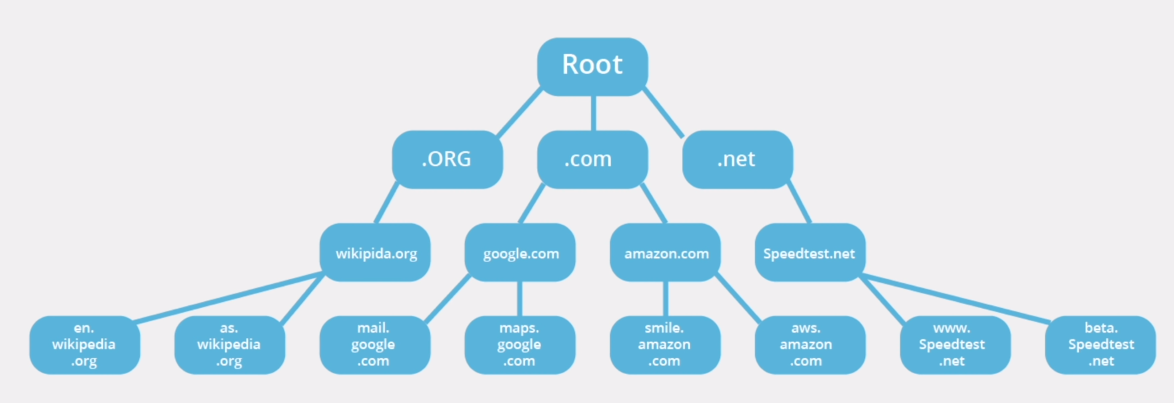 Root
.ORG
.com
.net
wikipida.org
google.com
amazon.com
Speedtest.net
en.
wikipedia
.org
as.
wikipedia
.org
mail.
google
.com
maps.
google
.com
smile.
amazon
.com
aws.
amazon
.com
www.
Speedtest
.net
beta.
Speedtest
.net